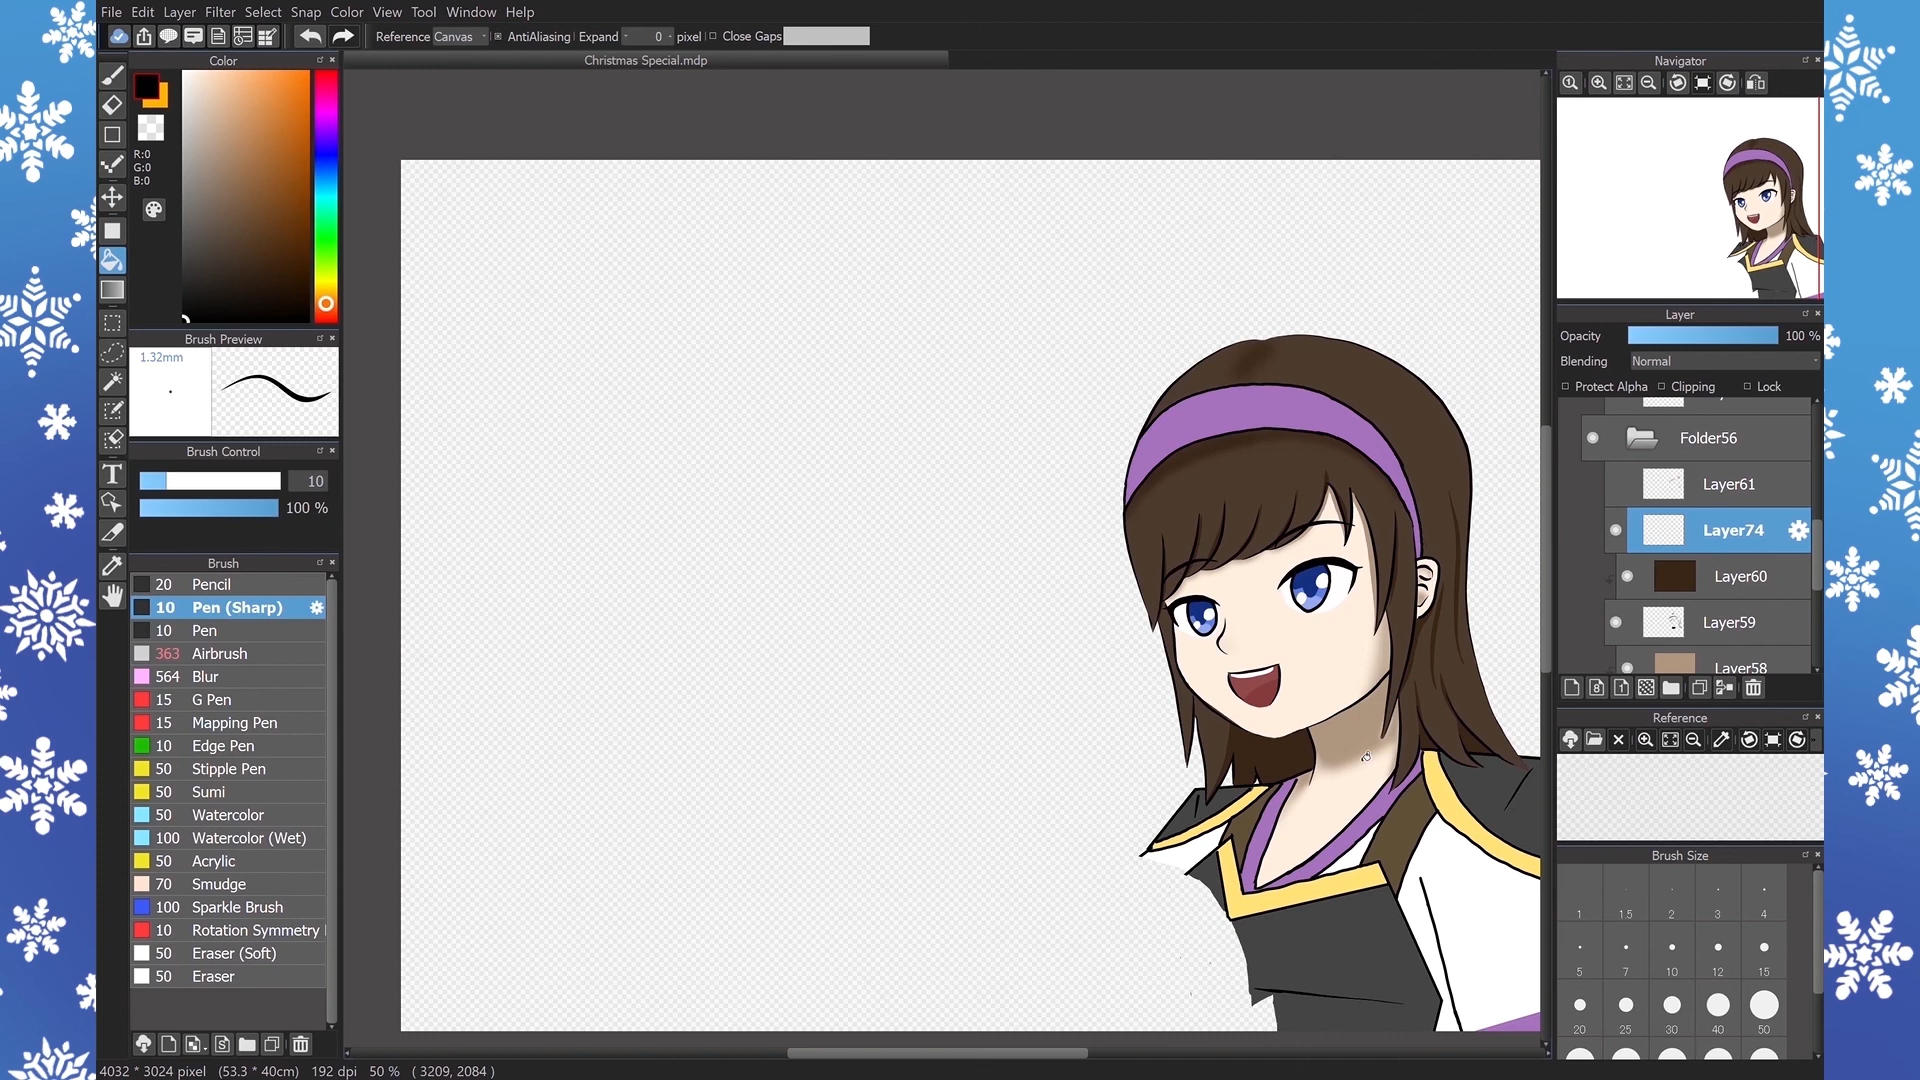 File Edit Layer Filter Select Snap Color View Tool Window Help
Reference Canvas AntiAliasing Expand 0 pixel Close Gaps
Color
R:0
G:0
B:0
Brush Preview
1.32mm
Brush Control
10
100 %
Brush
20 Pencil
10 Pen (Sharp)
10 Pen
363 Airbrush
564 Blur
15 G Pen
15 Mapping Pen
10 Edge Pen
50 Stipple Pen
50 Sumi
50 Watercolor
100 Watercolor (Wet)
50 Acrylic
70 Smudge
100 Sparkle Brush
10 Rotation Symmetry
50 Eraser (Soft)
50 Eraser
4032 * 3024 pixel (53.3 * 40cm) 192 dpi 50 % ( 3209, 2084 )
Christmas Special.mdp
Navigator
Layer
Opacity 100 %
Blending Normal
Protect Alpha Clipping Lock
Folder56
Layer61
Layer74
Layer60
Layer59
Layer58
Reference
Brush Size
1 1.5 2 3 4
5 7 10 12 15
20 25 30 40 50